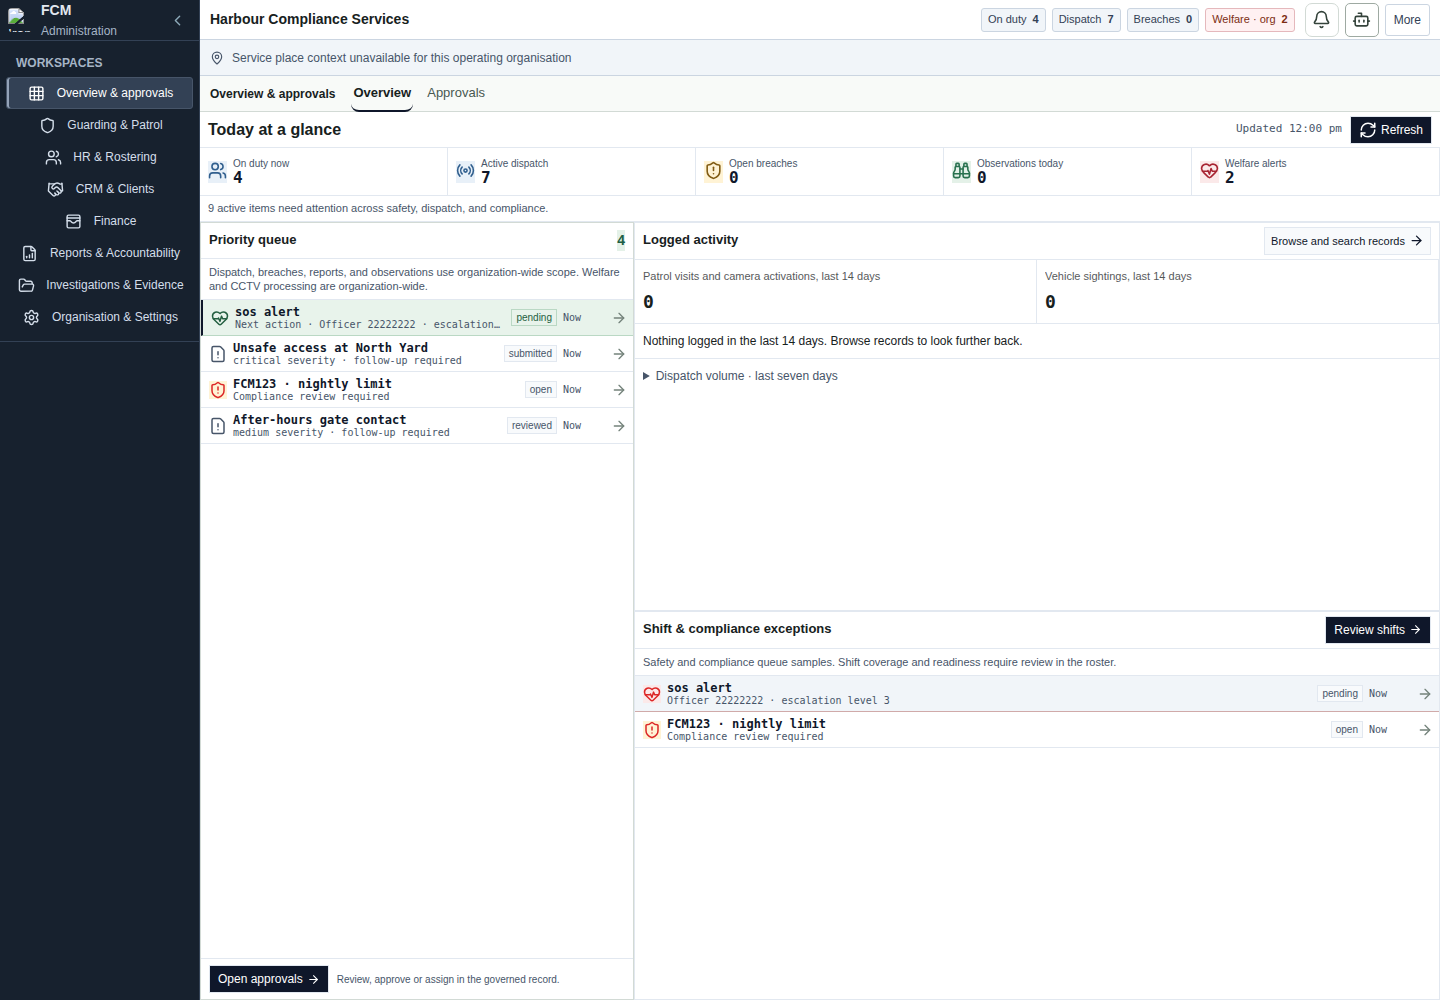 FCM
Administration
WORKSPACES
Overview & approvals
Guarding & Patrol
HR & Rostering
CRM & Clients
Finance
Reports & Accountability
Investigations & Evidence
Organisation & Settings
Harbour Compliance Services
On duty 4
Dispatch 7
Breaches 0
Welfare · org 2
More
Service place context unavailable for this operating organisation
Overview & approvals
Overview
Approvals
Today at a glance
Updated 12:00 pm
Refresh
On duty now
4
Active dispatch
7
Open breaches
0
Observations today
0
Welfare alerts
2
9 active items need attention across safety, dispatch, and compliance.
Priority queue
4
Dispatch, breaches, reports, and observations use organization-wide scope. Welfare
and CCTV processing are organization-wide.
sos alert
Next action · Officer 22222222 · escalation…
pending
Now
Unsafe access at North Yard
critical severity · follow-up required
submitted
Now
FCM123 · nightly limit
Compliance review required
open
Now
After-hours gate contact
medium severity · follow-up required
reviewed
Now
Open approvals
Review, approve or assign in the governed record.
Logged activity
Browse and search records
Patrol visits and camera activations, last 14 days
0
Vehicle sightings, last 14 days
0
Nothing logged in the last 14 days. Browse records to look further back.
Dispatch volume · last seven days
Shift & compliance exceptions
Review shifts
Safety and compliance queue samples. Shift coverage and readiness require review in the roster.
sos alert
Officer 22222222 · escalation level 3
pending
Now
FCM123 · nightly limit
Compliance review required
open
Now